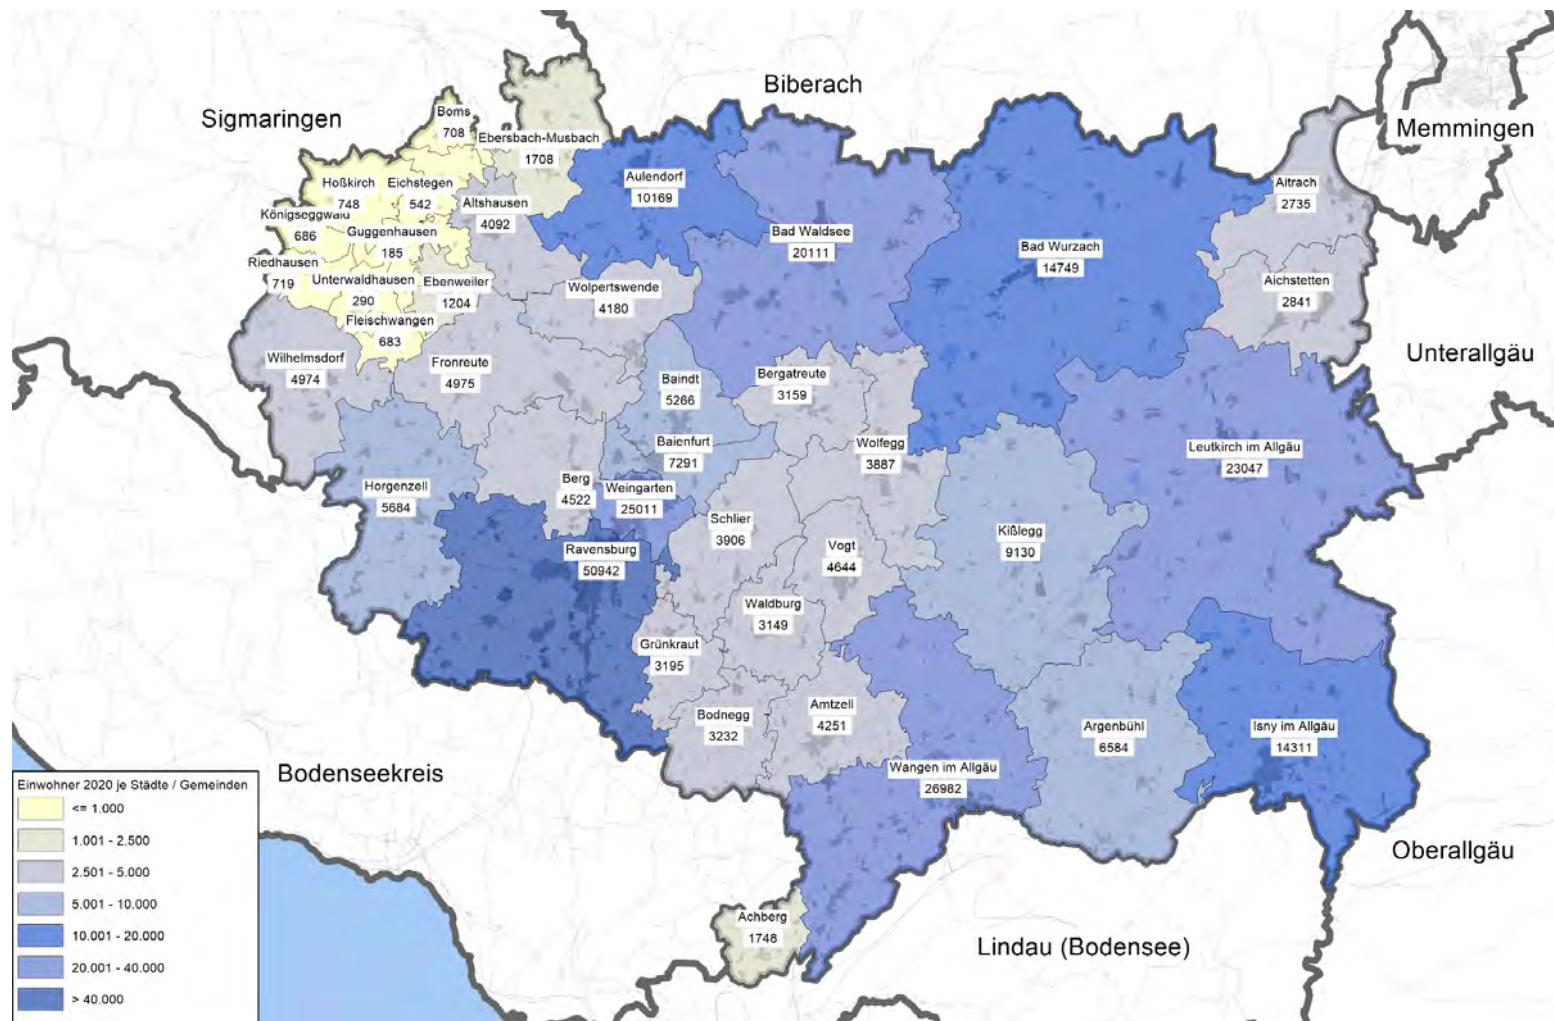 Biberach
Sigmaringen
Memmingen
Boms
708
Ebersbach-Musbach
1708
Aulendorf
10169
Hoßkirch
748
Eichstegen
542
Altshausen
4092
Aitrach
2735
Königseggwald
686
Guggenhausen
185
Bad Waldsee
20111
Bad Wurzach
14749
Riedhausen
719
Unterwaldhausen
290
Ebenweiler
1204
Wolpertswende
4180
Aichstetten
2841
Fleischwangen
683
Wilhelmsdorf
4974
Fronreute
4975
Baindt
5266
Bergatreute
3159
Unterallgäu
Baienfurt
7291
Wolfegg
3887
Leutkirch im Allgäu
23047
Horgenzell
5684
Berg
4522
Weingarten
25011
Schlier
3906
Kißlegg
9130
Ravensburg
50942
Vogt
4644
Waldburg
3149
Grünkraut
3195
Bodnegg
3232
Amtzell
4251
Argenbühl
6584
Isny im Allgäu
14311
Wangen im Allgäu
26982
Bodenseekreis
Oberallgäu
Achberg
1748
Lindau (Bodensee)
Einwohner 2020 je Städte / Gemeinden
<= 1.000
1.001 - 2.500
2.501 - 5.000
5.001 - 10.000
10.001 - 20.000
20.001 - 40.000
> 40.000